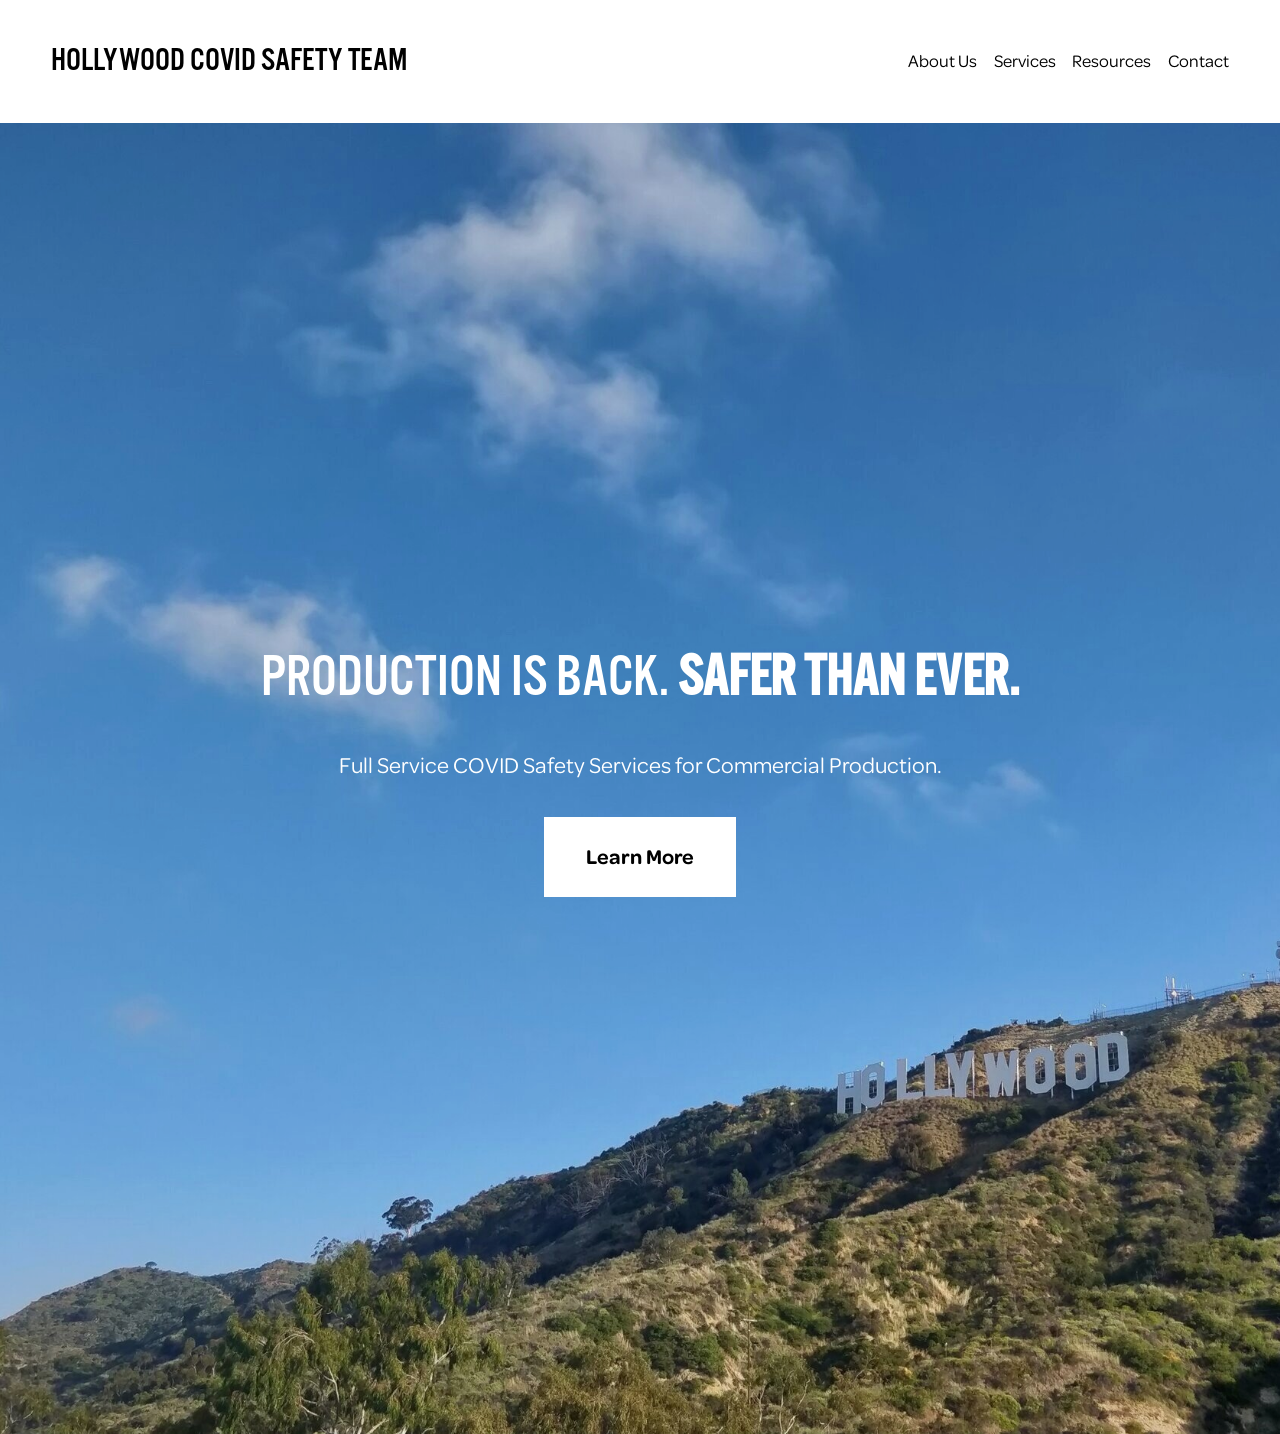 HOLLYWOOD COVID SAFETY TEAM
About Us Services Resources Contact
PRODUCTION IS BACK. SAFER THAN EVER.
Full Service COVID Safety Services for Commercial Production.
Learn More
HOLLYWOOD